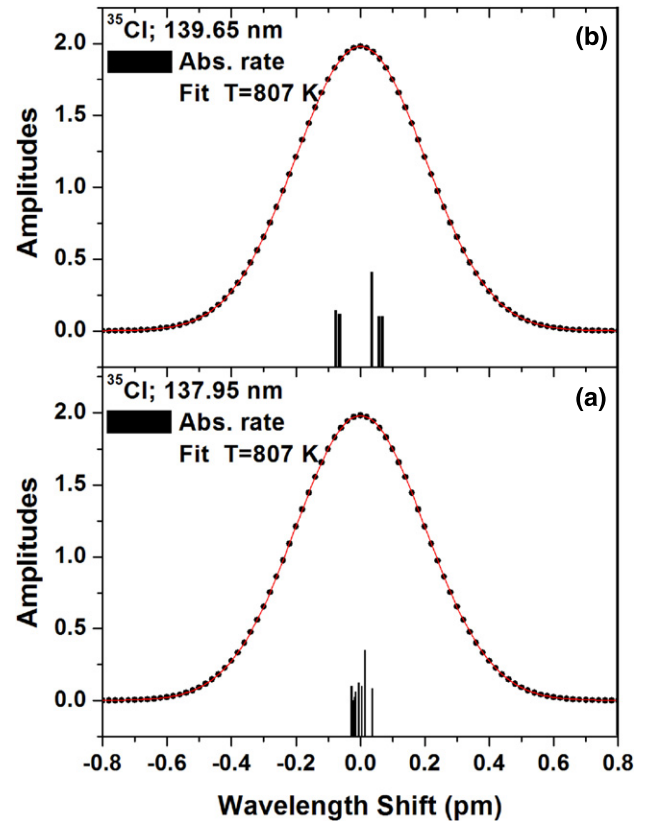 ³⁵Cl; 139.65 nm (b)
Abs. rate
Fit T=807 K
2.0
1.5
1.0
0.5
0.0
Amplitudes
³⁵Cl; 137.95 nm (a)
Abs. rate
Fit T=807 K
2.0
1.5
1.0
0.5
0.0
Amplitudes
-0.8 -0.6 -0.4 -0.2 0.0 0.2 0.4 0.6 0.8
Wavelength Shift (pm)